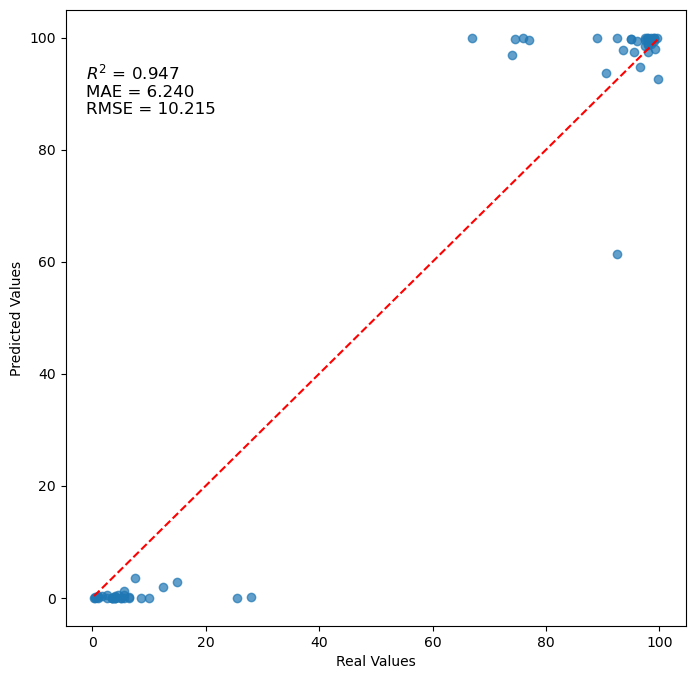 100
80
60
40
20
0
Predicted Values
R² = 0.947
MAE = 6.240
RMSE = 10.215
0 20 40 60 80 100
Real Values